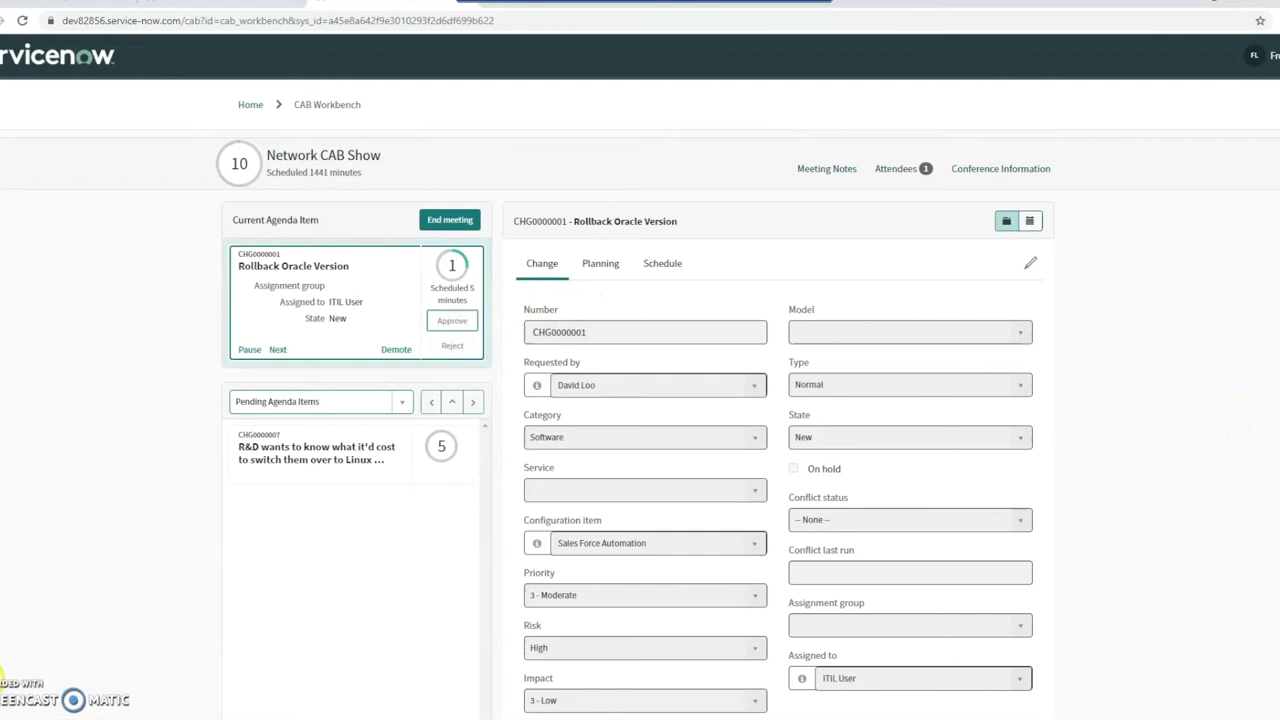 dev82856.service-now.com/cab?id=cab_workbench&sys_id=a45e8a642f9e3010293f2d6df699b622
rvicenow
FL Fr
Home > CAB Workbench
10
Network CAB Show
Scheduled 1441 minutes
Meeting Notes
Attendees 1
Conference Information
Current Agenda Item
End meeting
CHG0000001
Rollback Oracle Version
Assignment group
Assigned to ITIL User
State New
1
Scheduled 5
minutes
Approve
Reject
Pause Next Demote
Pending Agenda Items
CHG0000007
R&D wants to know what it'd cost
to switch them over to Linux ...
5
CHG0000001 - Rollback Oracle Version
Change Planning Schedule
Number
CHG0000001
Requested by
David Loo
Category
Software
Service
Configuration item
Sales Force Automation
Priority
3 - Moderate
Risk
High
Impact
3 - Low
Model
Type
Normal
State
New
On hold
Conflict status
-- None --
Conflict last run
Assignment group
Assigned to
ITIL User
RDED WITH
EENCAST MATIC